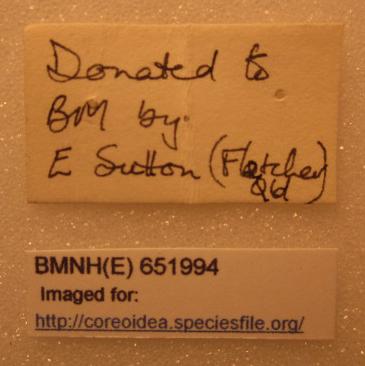 Donated to
BM by.
E Sutton (Fletcher
Qld)
BMNH(E) 651994
Imaged for:
http://coreoidea.speciesfile.org/